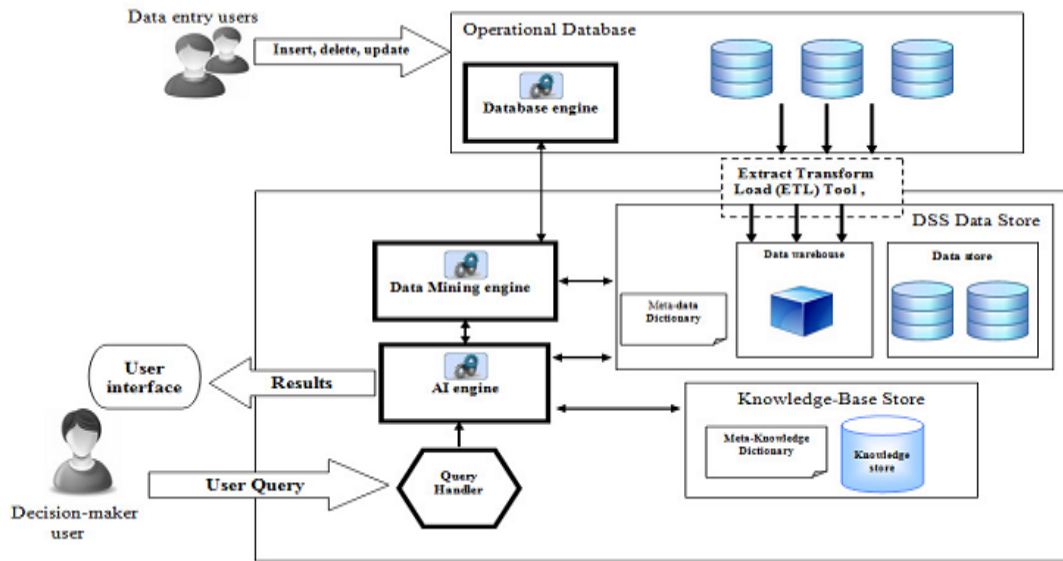 Data entry users
Insert, delete, update
Operational Database
Database engine
Extract Transform
Load (ETL) Tool ,
DSS Data Store
Data Mining engine
Data warehouse
Data store
Meta-data
Dictionary
User
interface
Results
AI engine
Knowledge-Base Store
Meta-Knowledge
Dictionary
Knowledge
store
User Query
Query
Handler
Decision-maker
user